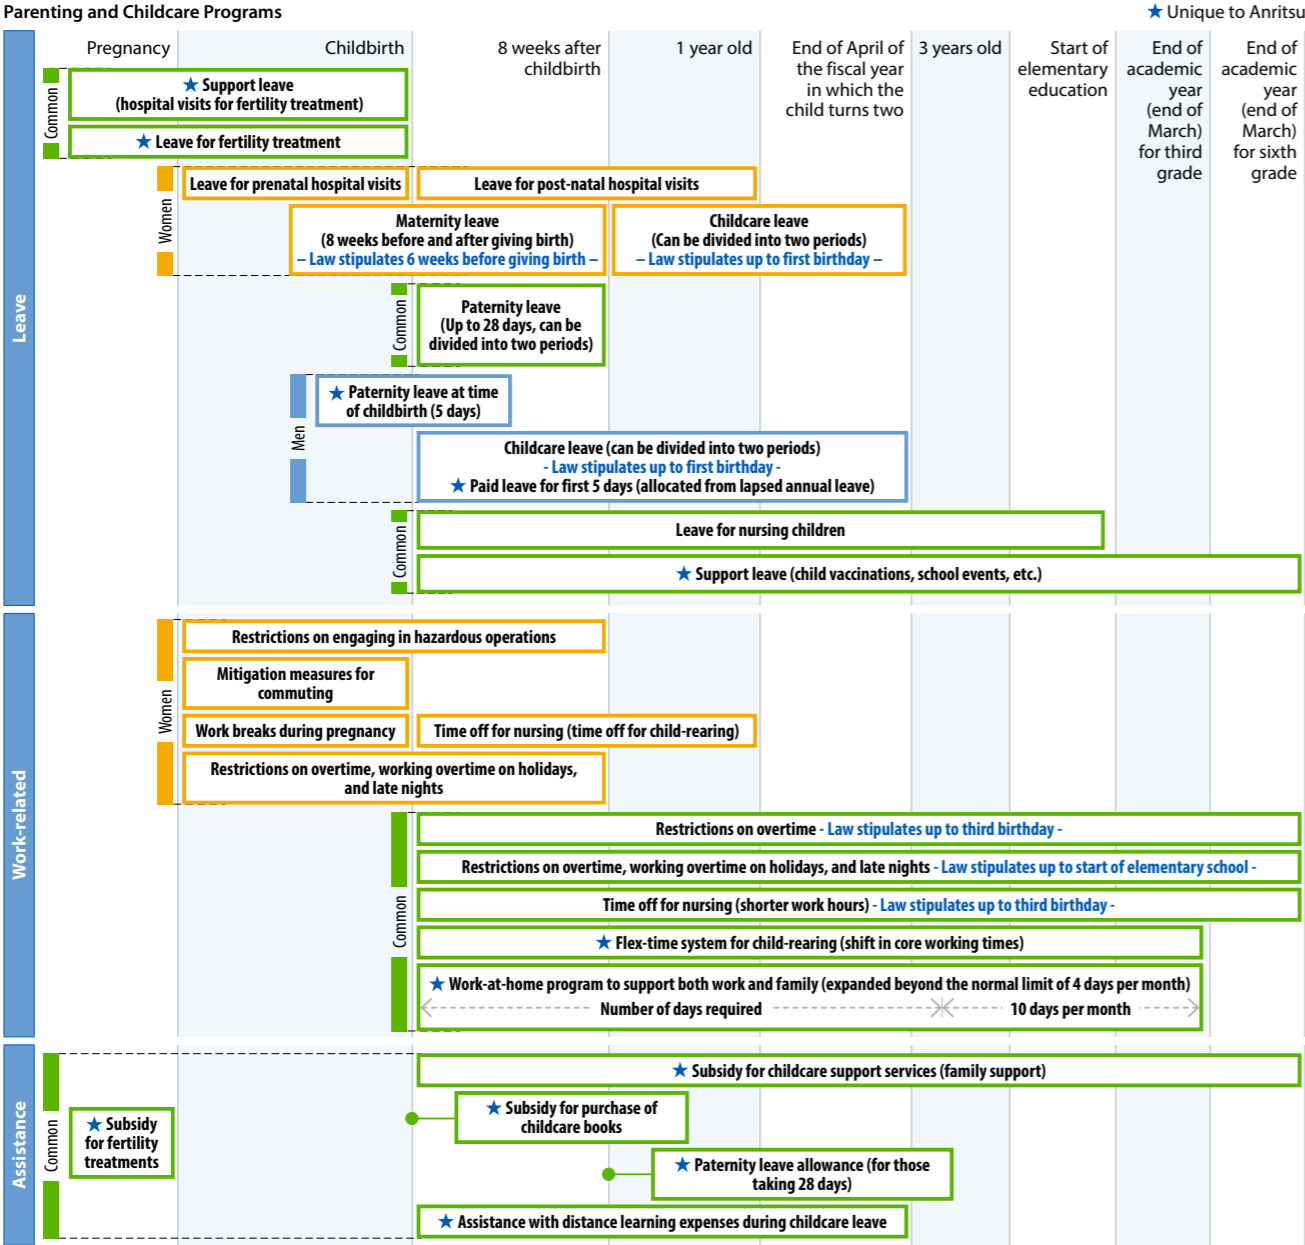 Parenting and Childcare Programs
★ Unique to Anritsu
Pregnancy
Childbirth
8 weeks after
childbirth
1 year old
End of April of
the fiscal year
in which the
child turns two
3 years old
Start of
elementary
education
End of
academic
year
(end of
March)
for third
grade
End of
academic
year
(end of
March)
for sixth
grade
Leave
Common
★ Support leave
(hospital visits for fertility treatment)
★ Leave for fertility treatment
Women
Leave for prenatal hospital visits
Leave for post-natal hospital visits
Maternity leave
(8 weeks before and after giving birth)
– Law stipulates 6 weeks before giving birth –
Childcare leave
(Can be divided into two periods)
– Law stipulates up to first birthday –
Common
Paternity leave
(Up to 28 days, can be
divided into two periods)
Men
★ Paternity leave at time
of childbirth (5 days)
Childcare leave (can be divided into two periods)
- Law stipulates up to first birthday -
★ Paid leave for first 5 days (allocated from lapsed annual leave)
Common
Leave for nursing children
★ Support leave (child vaccinations, school events, etc.)
Work-related
Women
Restrictions on engaging in hazardous operations
Mitigation measures for
commuting
Work breaks during pregnancy
Time off for nursing (time off for child-rearing)
Restrictions on overtime, working overtime on holidays,
and late nights
Common
Restrictions on overtime - Law stipulates up to third birthday -
Restrictions on overtime, working overtime on holidays, and late nights - Law stipulates up to start of elementary school -
Time off for nursing (shorter work hours) - Law stipulates up to third birthday -
★ Flex-time system for child-rearing (shift in core working times)
★ Work-at-home program to support both work and family (expanded beyond the normal limit of 4 days per month)
Number of days required
10 days per month
Assistance
Common
★ Subsidy for childcare support services (family support)
★ Subsidy
for fertility
treatments
★ Subsidy for purchase of
childcare books
★ Paternity leave allowance (for those
taking 28 days)
★ Assistance with distance learning expenses during childcare leave